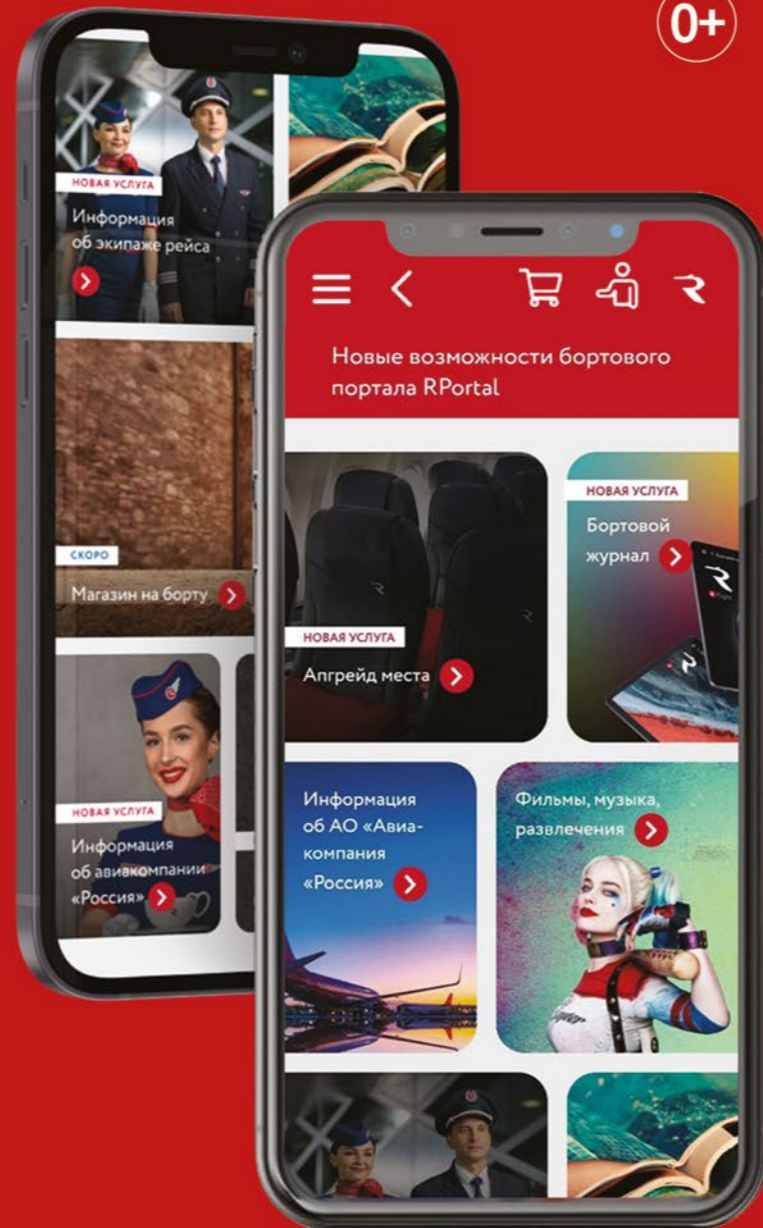 0+
НОВАЯ УСЛУГА
Информация
об экипаже рейса
СКОРО
Магазин на борту
НОВАЯ УСЛУГА
Информация
об авиакомпании
«Россия»
Новые возможности бортового
портала RPortal
НОВАЯ УСЛУГА
Апгрейд места
НОВАЯ УСЛУГА
Бортовой
журнал
Информация
об АО «Авиа-
компания
«Россия»
Фильмы, музыка,
развлечения